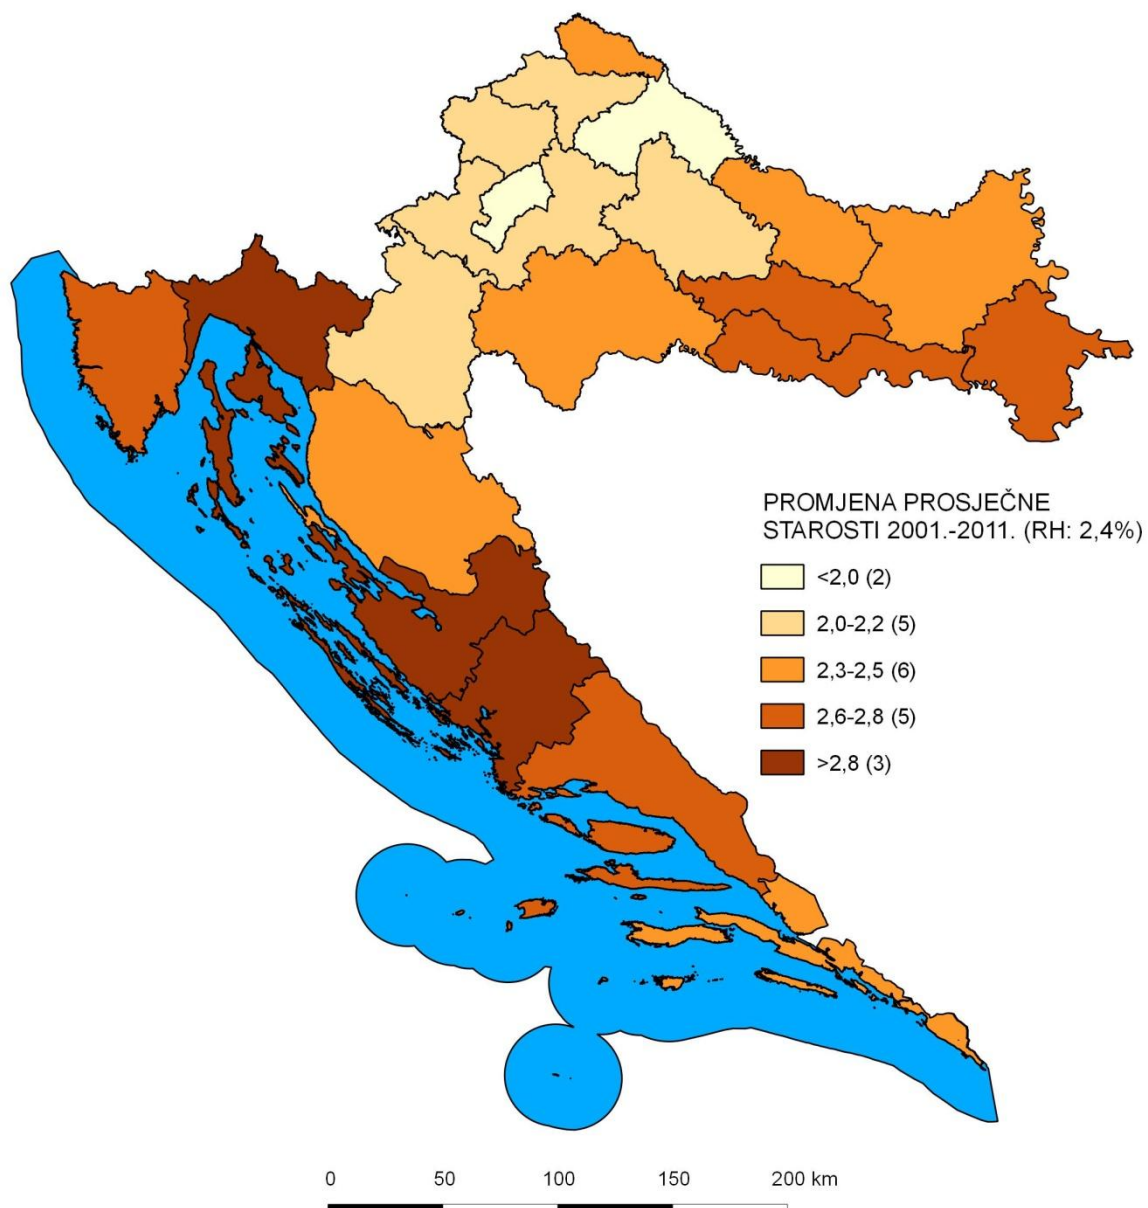 PROMJENA PROSJEČNE
STAROSTI 2001.-2011. (RH: 2,4%)
<2,0 (2)
2,0-2,2 (5)
2,3-2,5 (6)
2,6-2,8 (5)
>2,8 (3)
0 50 100 150 200 km